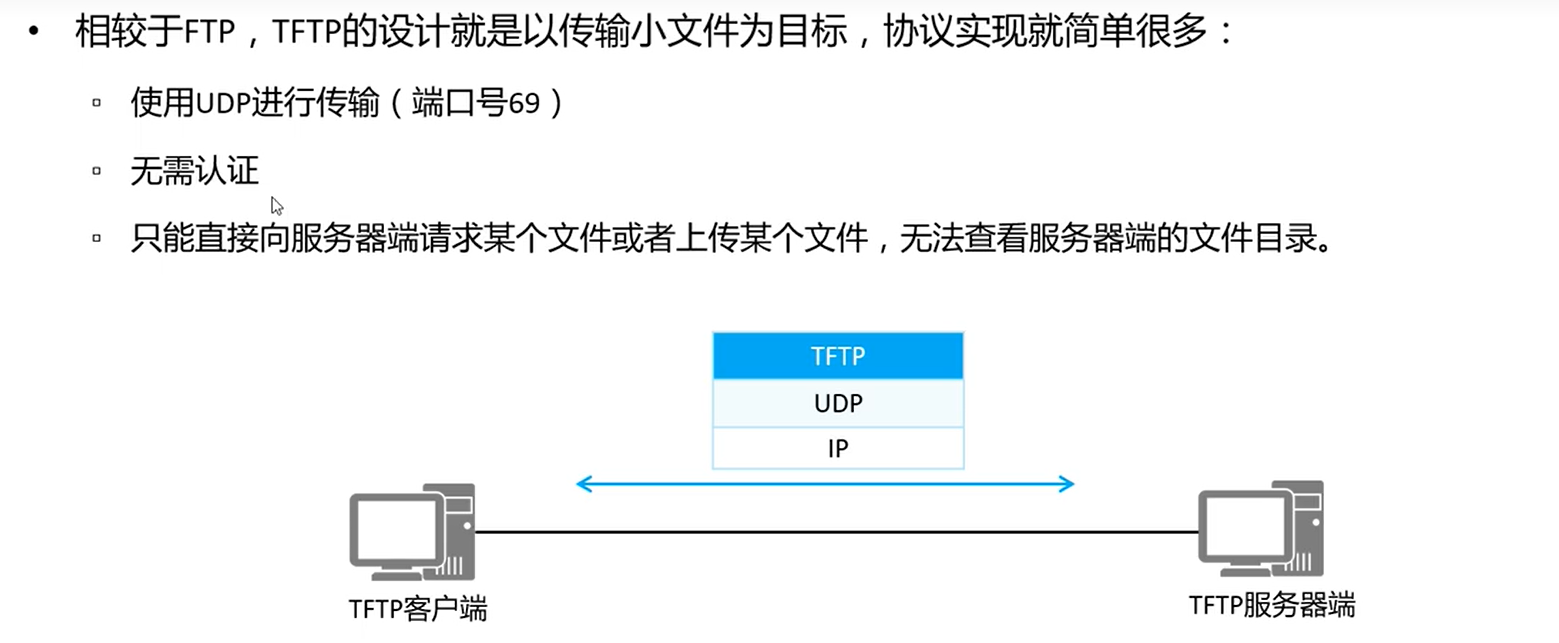 • 相较于FTP，TFTP的设计就是以传输小文件为目标，协议实现就简单很多：
▫ 使用UDP进行传输（端口号69）
▫ 无需认证
▫ 只能直接向服务器端请求某个文件或者上传某个文件，无法查看服务器端的文件目录。
TFTP
UDP
IP
TFTP客户端
TFTP服务器端